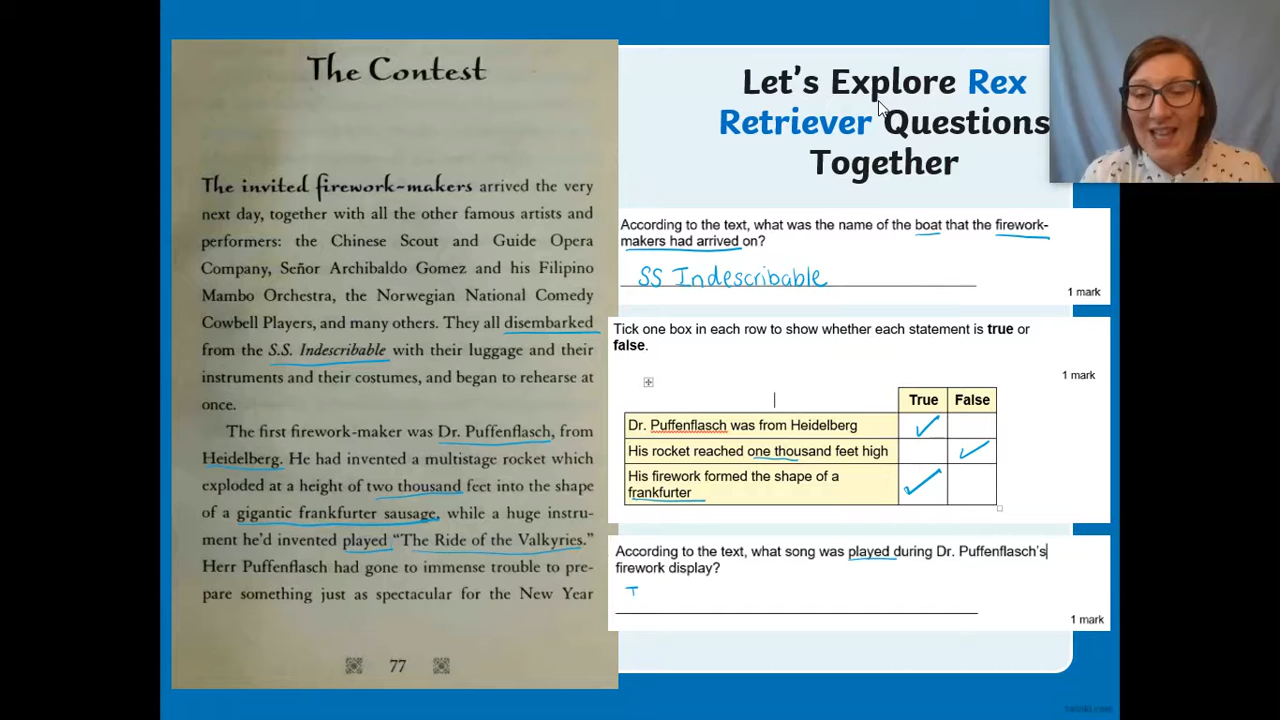 The Contest
The invited firework-makers arrived the very
next day, together with all the other famous artists and
performers: the Chinese Scout and Guide Opera
Company, Señor Archibaldo Gomez and his Filipino
Mambo Orchestra, the Norwegian National Comedy
Cowbell Players, and many others. They all disembarked
from the S.S. Indescribable with their luggage and their
instruments and their costumes, and began to rehearse at
once.
The first firework-maker was Dr. Puffenflasch, from
Heidelberg. He had invented a multistage rocket which
exploded at a height of two thousand feet into the shape
of a gigantic frankfurter sausage, while a huge instru-
ment he'd invented played “The Ride of the Valkyries.”
Herr Puffenflasch had gone to immense trouble to pre-
pare something just as spectacular for the New Year
77
Let's Explore Rex
Retriever Questions
Together
According to the text, what was the name of the boat that the firework-
makers had arrived on?
SS Indescribable
1 mark
Tick one box in each row to show whether each statement is true or
false.
1 mark
True False
Dr. Puffenflasch was from Heidelberg ✓
His rocket reached one thousand feet high ✓
His firework formed the shape of a
frankfurter ✓
According to the text, what song was played during Dr. Puffenflasch's
firework display?
T
1 mark
twinkl.com